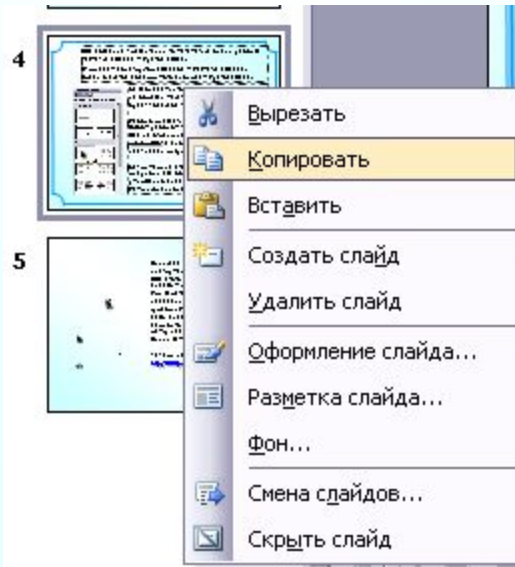 4
Вырезать
Копировать
Вставить
5
Создать слайд
Удалить слайд
Оформление слайда...
Разметка слайда...
Фон...
Смена слайдов...
Скрыть слайд